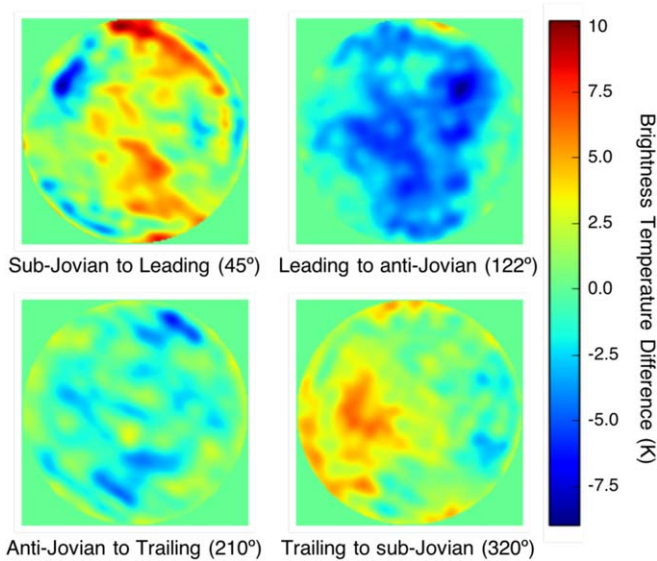 Sub-Jovian to Leading (45º)
Leading to anti-Jovian (122º)
Anti-Jovian to Trailing (210º)
Trailing to sub-Jovian (320º)
10
7.5
5.0
2.5
0.0
-2.5
-5.0
-7.5
Brightness Temperature Difference (K)